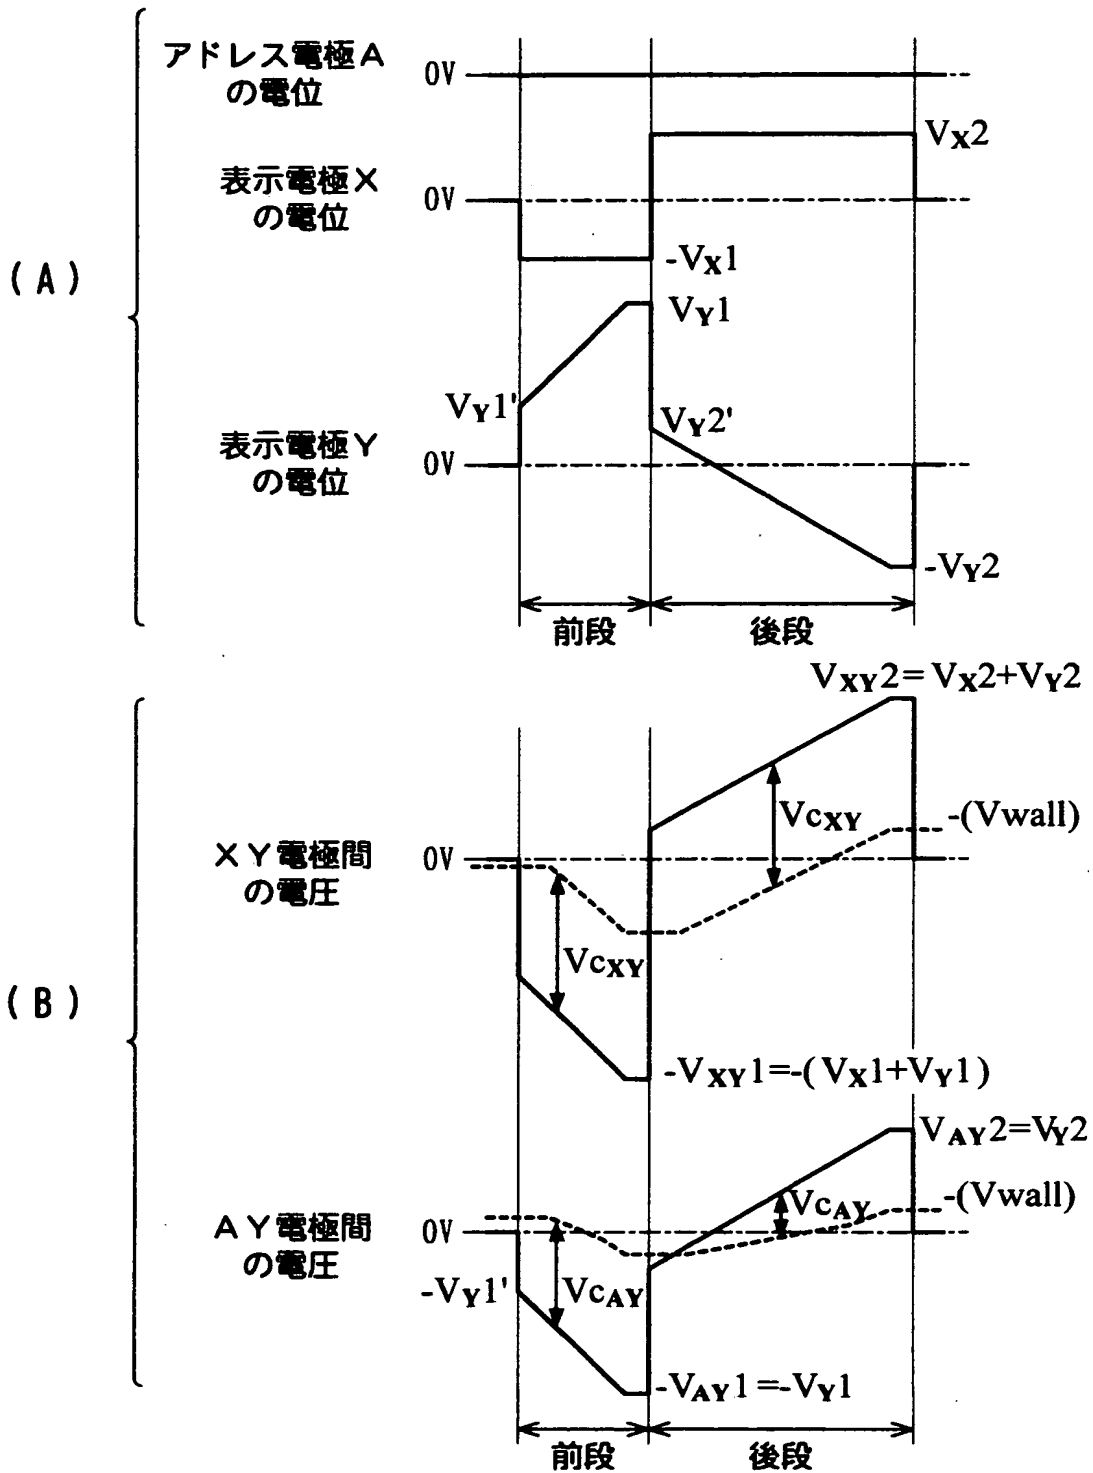 (A)
アドレス電極A
の電位
0V
VX2
表示電極X
の電位
0V
-VX1
VY1
VY1'
VY2'
表示電極Y
の電位
0V
-VY2
前段
後段
VXY2=VX2+VY2
(B)
VCXY
-(Vwall)
XY電極間
の電圧
0V
VCXY
-VXY1=-(VX1+VY1)
VAY2=VY2
VCAY
-(Vwall)
AY電極間
の電圧
0V
-VY1'
VCAY
-VAY1=-VY1
前段
後段